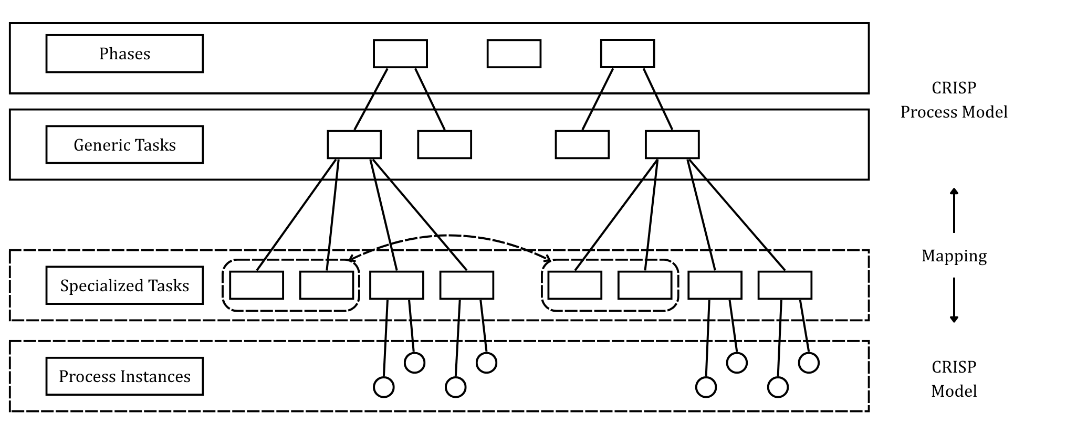 Phases
CRISP
Process Model
Generic Tasks
Mapping
Specialized Tasks
Process Instances
CRISP
Model